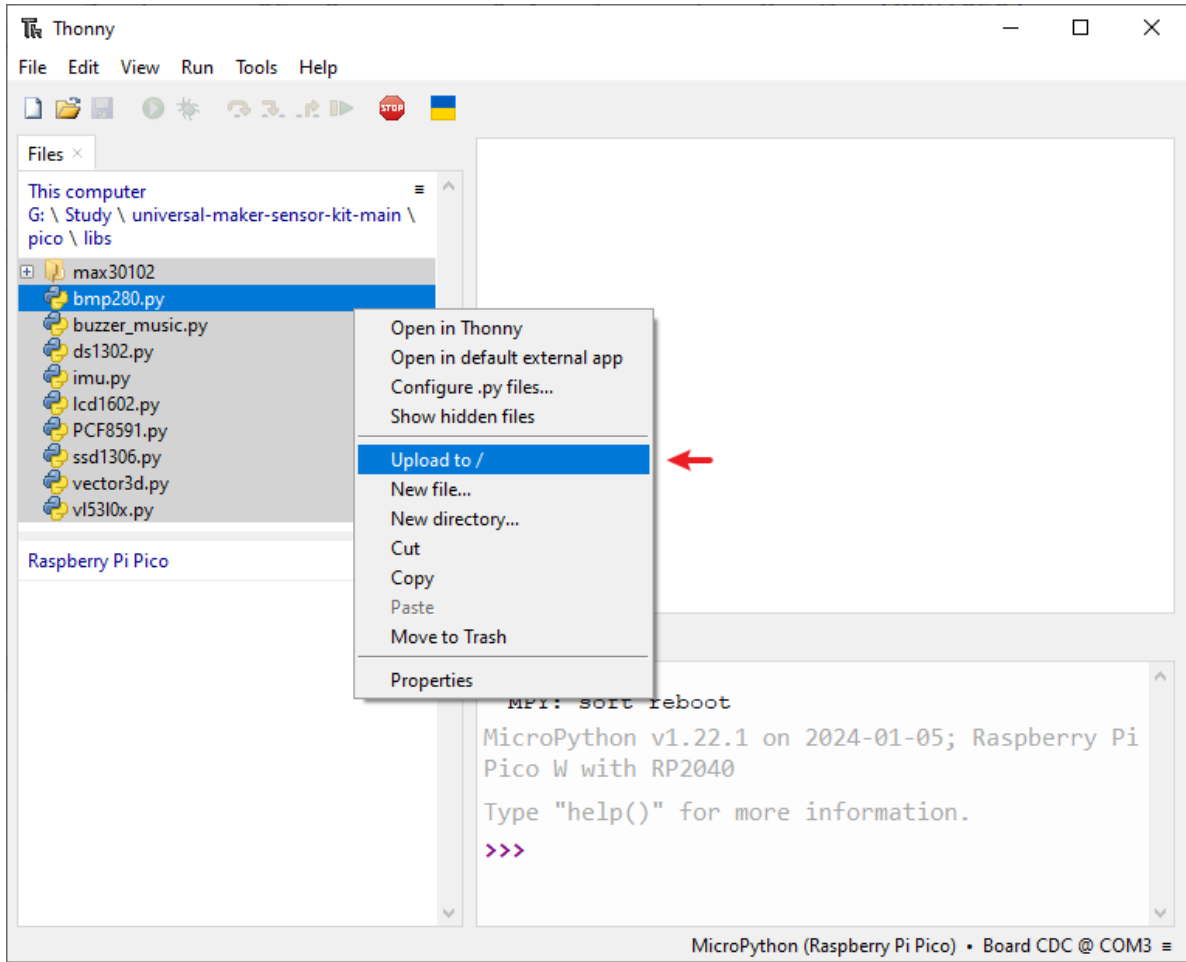 Thonny
File Edit View Run Tools Help
STOP
Files
This computer
G: \ Study \ universal-maker-sensor-kit-main \
pico \ libs
max30102
bmp280.py
buzzer_music.py
ds1302.py
imu.py
lcd1602.py
PCF8591.py
ssd1306.py
vector3d.py
vl53l0x.py
Raspberry Pi Pico
Open in Thonny
Open in default external app
Configure .py files...
Show hidden files
Upload to /
New file...
New directory...
Cut
Copy
Paste
Move to Trash
Properties
MPY: soft reboot
MicroPython v1.22.1 on 2024-01-05; Raspberry Pi
Pico W with RP2040
Type "help()" for more information.
>>>
MicroPython (Raspberry Pi Pico) • Board CDC @ COM3 ≡